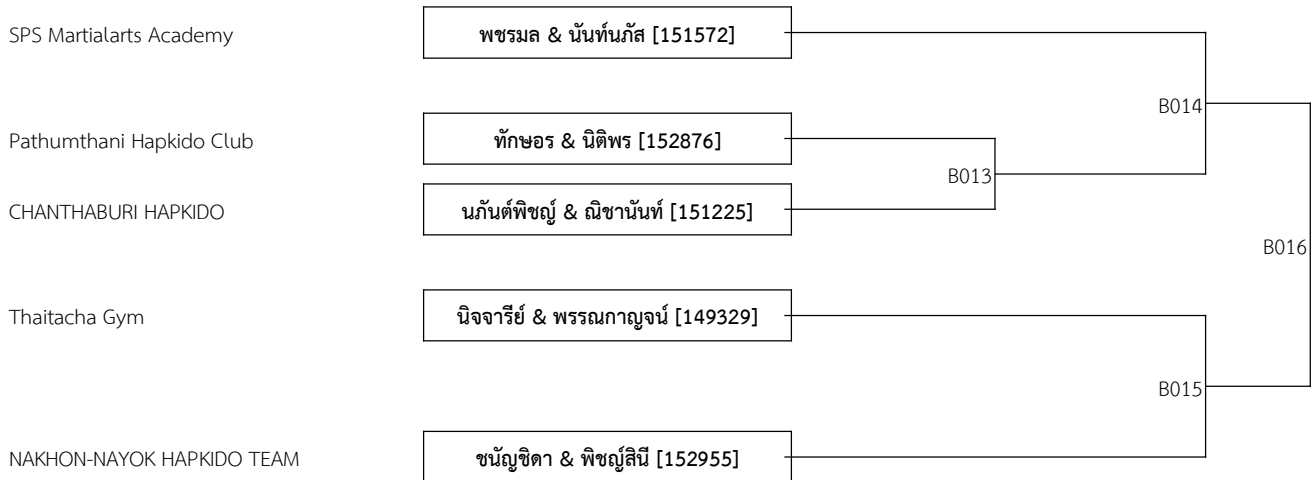 SPS Martialarts Academy
พชรมล & นันท์นภัส [151572]
B014
Pathumthani Hapkido Club
ทักษอร & นิติพร [152876]
B013
CHANTHABURI HAPKIDO
นภันต์พิชญ์ & ณิชานันท์ [151225]
B016
Thaitacha Gym
นิจจารีย์ & พรรณกาญจน์ [149329]
B015
NAKHON-NAYOK HAPKIDO TEAM
ชนัญชิดา & พิชญ์สินี [152955]